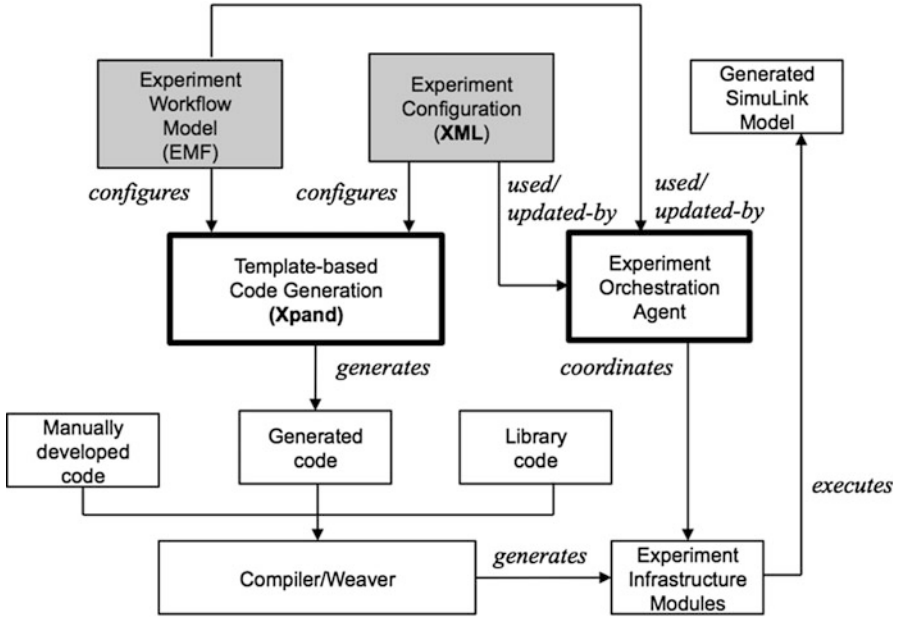 Experiment
Workflow
Model
(EMF)
Experiment
Configuration
(XML)
Generated
SimuLink
Model
configures
configures
used/
updated-by
used/
updated-by
Template-based
Code Generation
(Xpand)
Experiment
Orchestration
Agent
generates
coordinates
Manually
developed
code
Generated
code
Library
code
executes
Compiler/Weaver
generates
Experiment
Infrastructure
Modules